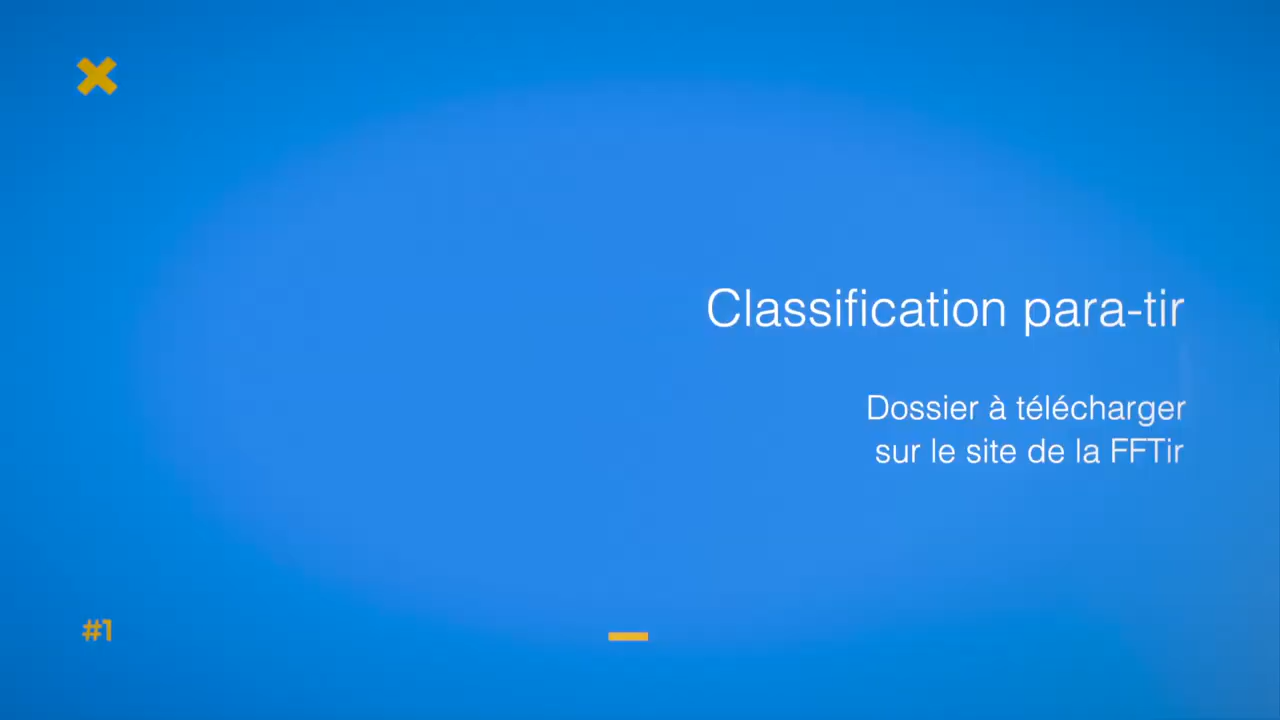 Classification para-tir
Dossier à télécharger
sur le site de la FFTir
#1